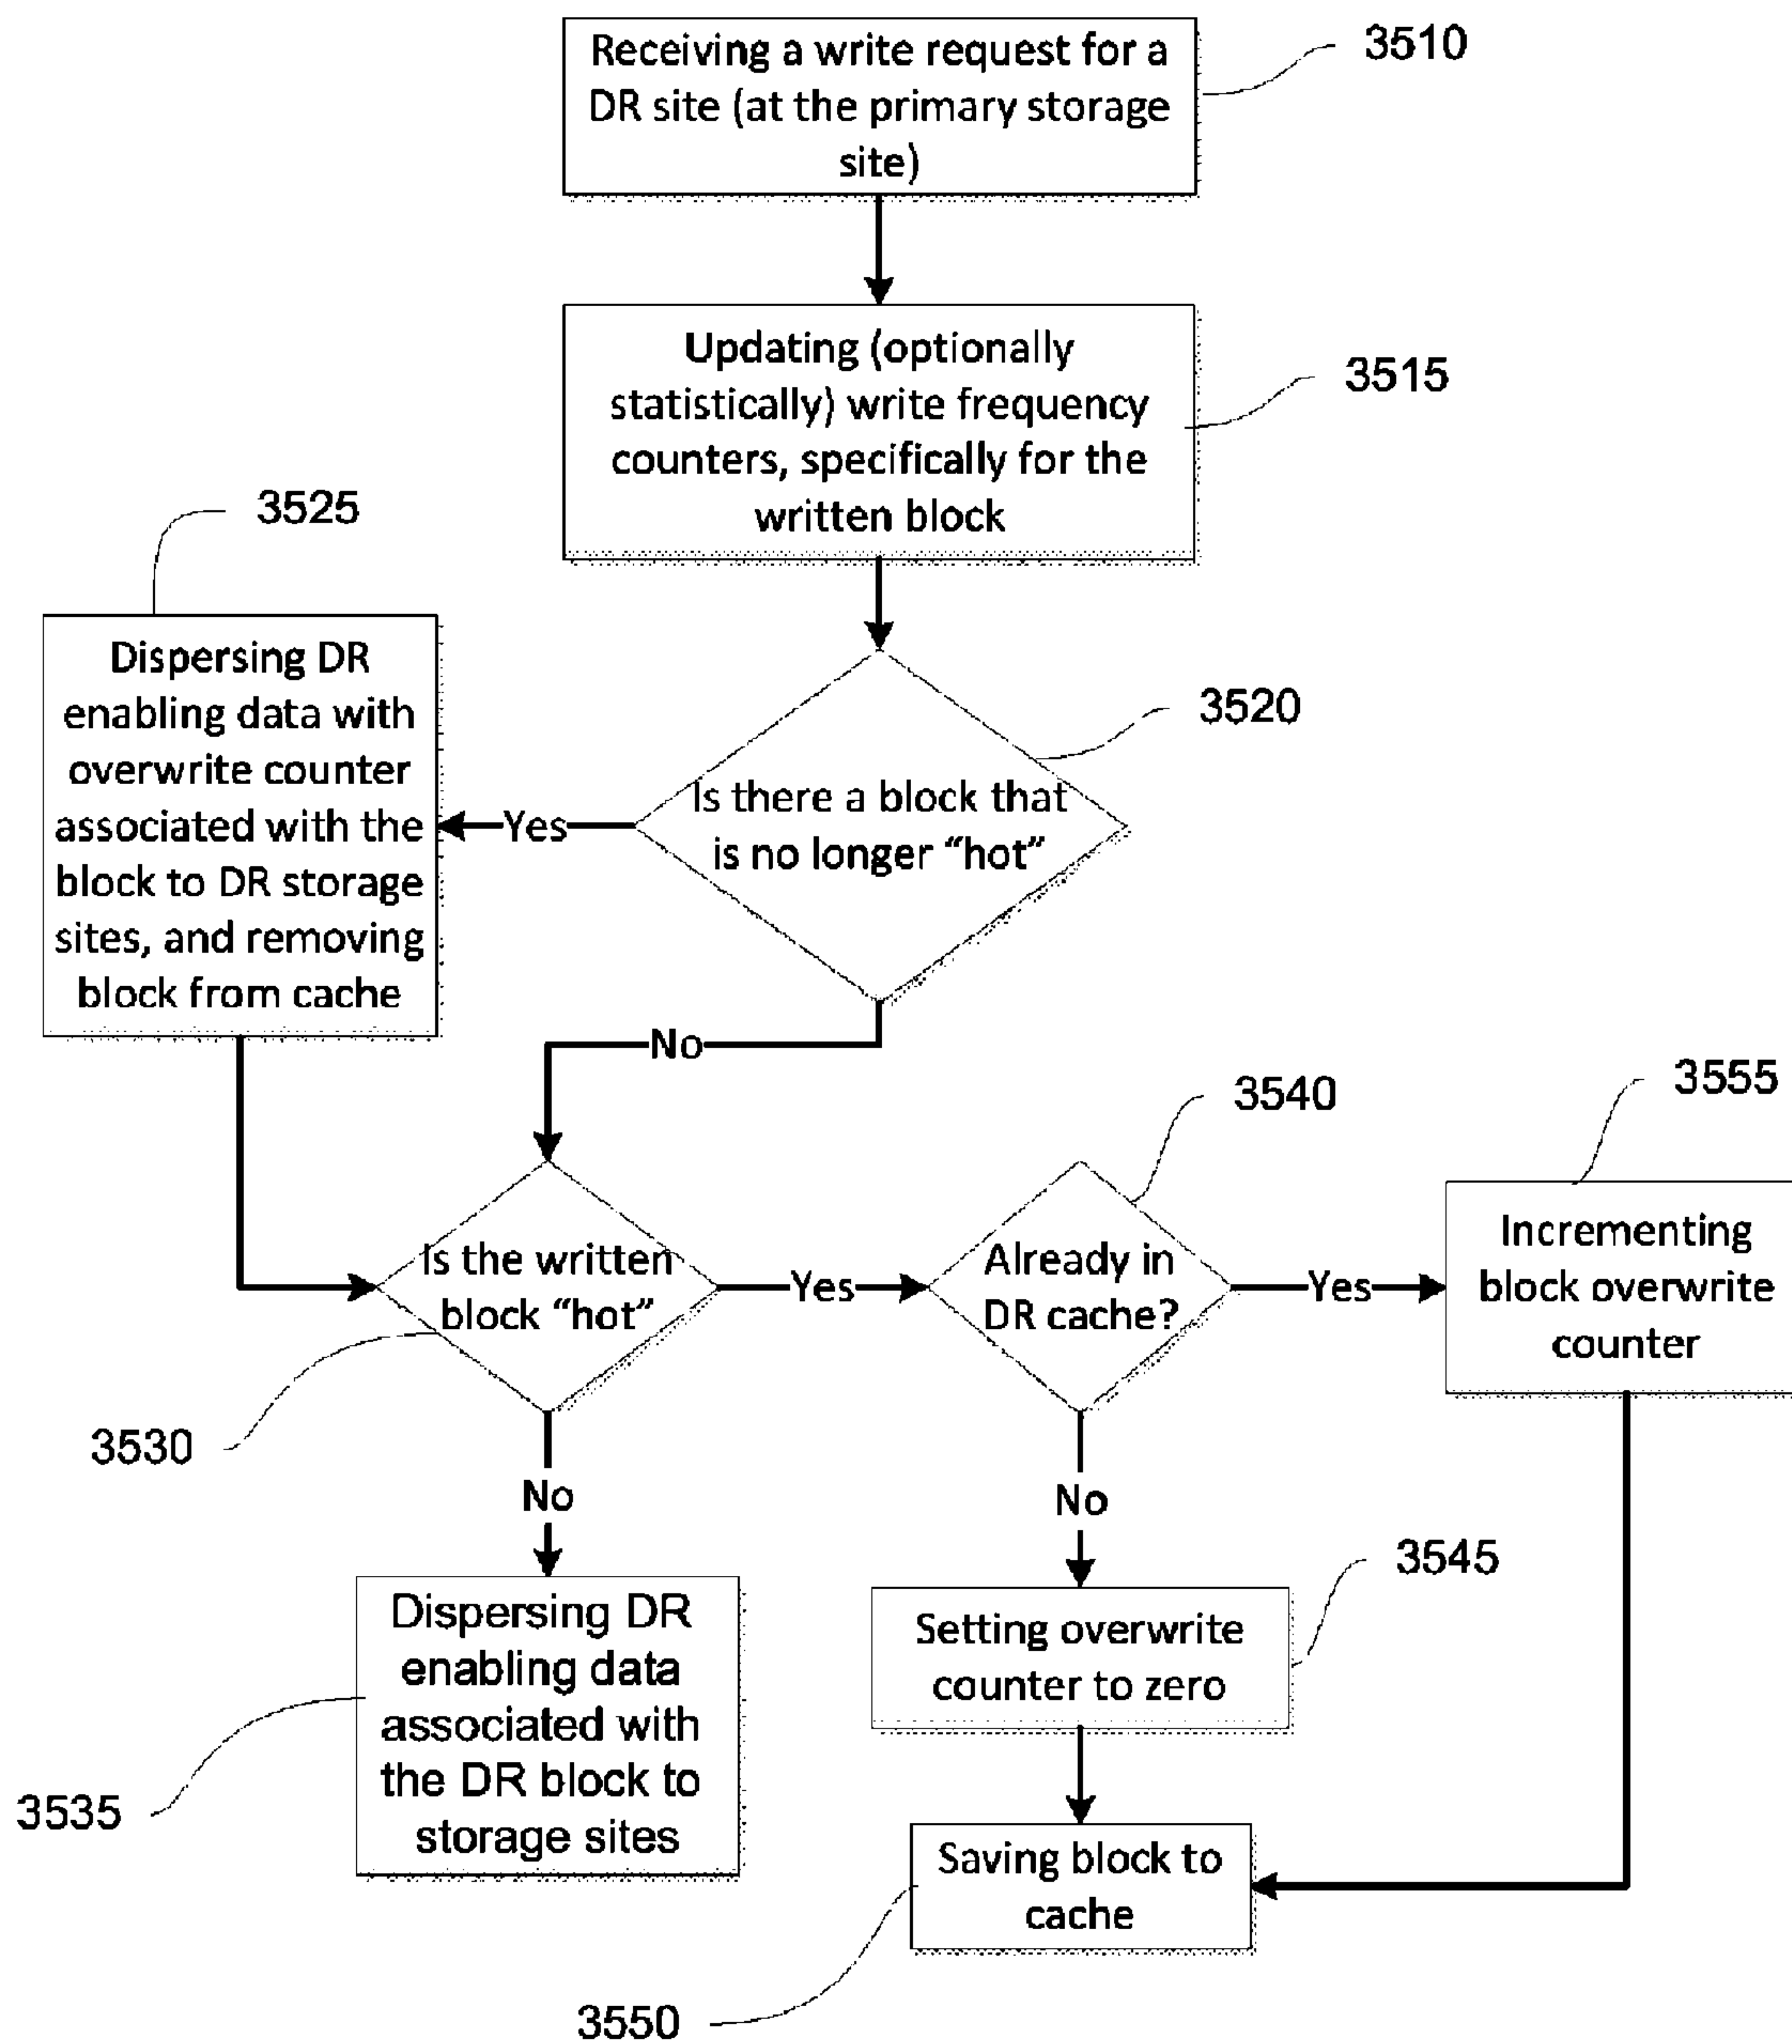 Receiving a write request for a
DR site (at the primary storage
site)
3510
Updating (optionally
statistically) write frequency
counters, specifically for the
written block
3515
3525
Dispersing DR
enabling data with
overwrite counter
associated with the
block to DR storage
sites, and removing
block from cache
3520
Is there a block that
is no longer “hot”
Yes
No
3540
3555
Is the written
block “hot”
Yes
Already in
DR cache?
Yes
Incrementing
block overwrite
counter
3530
No
No
3545
Dispersing DR
enabling data
associated with
the DR block to
storage sites
Setting overwrite
counter to zero
3535
Saving block to
cache
3550